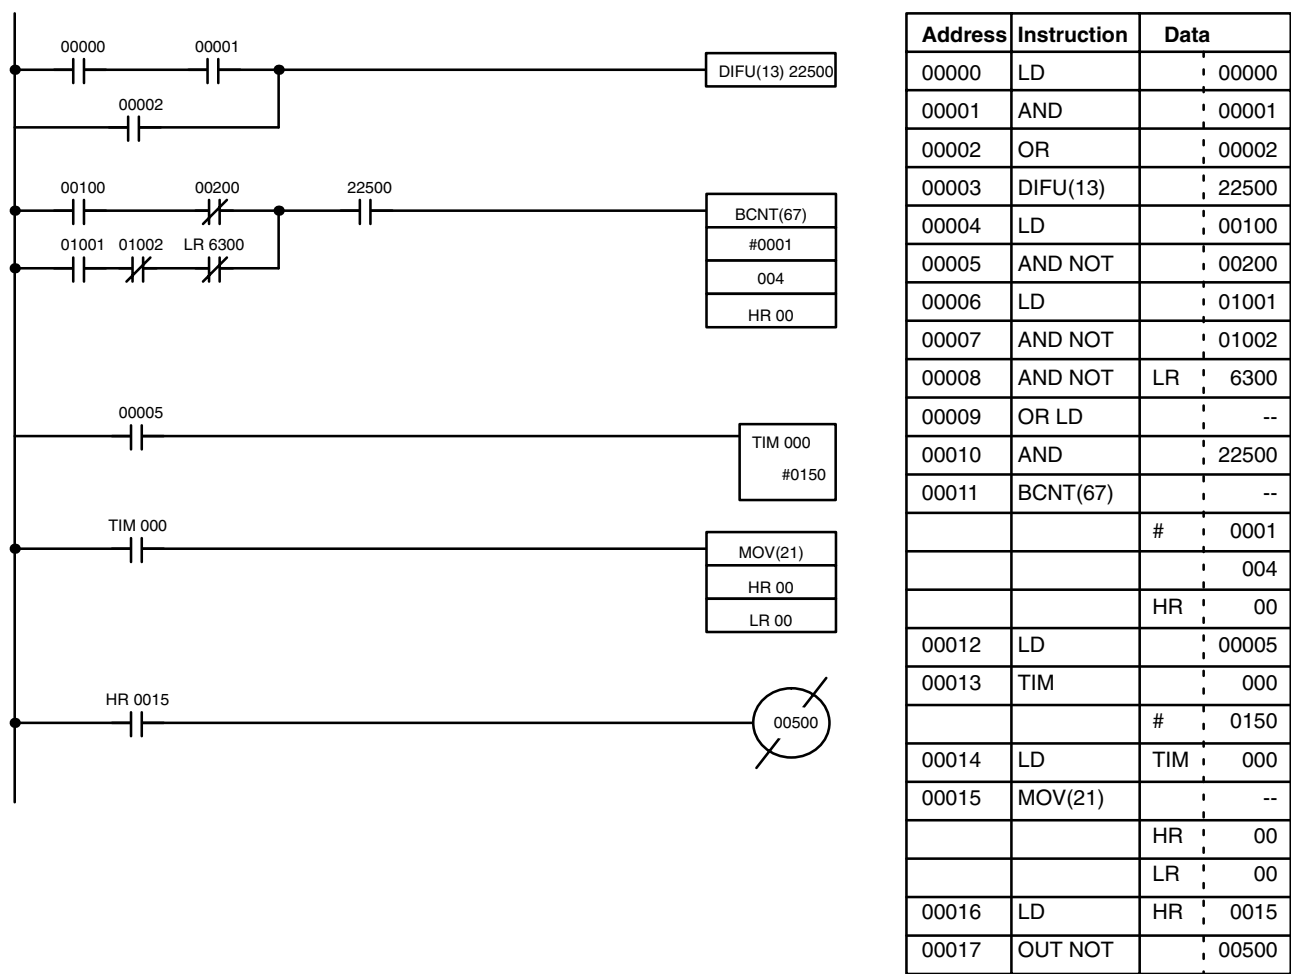 00000 00001
DIFU(13) 22500
00002
00100 00200 22500
BCNT(67)
01001 01002 LR 6300
#0001
004
HR 00
00005
TIM 000
#0150
TIM 000
MOV(21)
HR 00
LR 00
HR 0015
00500
Address Instruction Data
00000 LD 00000
00001 AND 00001
00002 OR 00002
00003 DIFU(13) 22500
00004 LD 00100
00005 AND NOT 00200
00006 LD 01001
00007 AND NOT 01002
00008 AND NOT LR 6300
00009 OR LD --
00010 AND 22500
00011 BCNT(67) --
# 0001
004
HR 00
00012 LD 00005
00013 TIM 000
# 0150
00014 LD TIM 000
00015 MOV(21) --
HR 00
LR 00
00016 LD HR 0015
00017 OUT NOT 00500